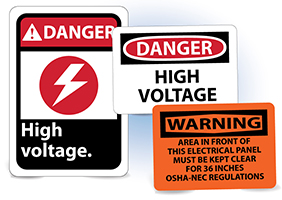 DANGER
High
voltage.
DANGER
HIGH
VOLTAGE
WARNING
AREA IN FRONT OF
THIS ELECTRICAL PANEL
MUST BE KEPT CLEAR
FOR 36 INCHES
OSHA-NEC REGULATIONS